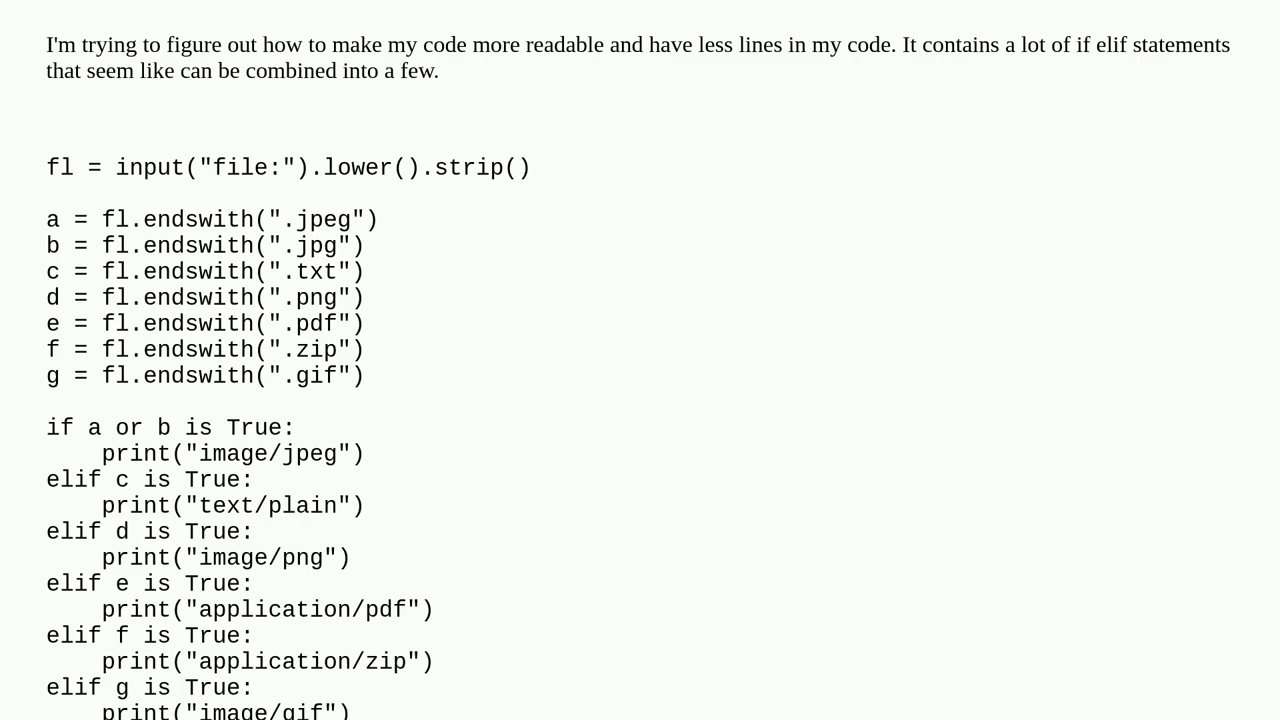 I'm trying to figure out how to make my code more readable and have less lines in my code. It contains a lot of if elif statements
that seem like can be combined into a few.
fl = input("file:").lower().strip()
a = fl.endswith(".jpeg")
b = fl.endswith(".jpg")
c = fl.endswith(".txt")
d = fl.endswith(".png")
e = fl.endswith(".pdf")
f = fl.endswith(".zip")
g = fl.endswith(".gif")
if a or b is True:
    print("image/jpeg")
elif c is True:
    print("text/plain")
elif d is True:
    print("image/png")
elif e is True:
    print("application/pdf")
elif f is True:
    print("application/zip")
elif g is True:
    print("image/gif")